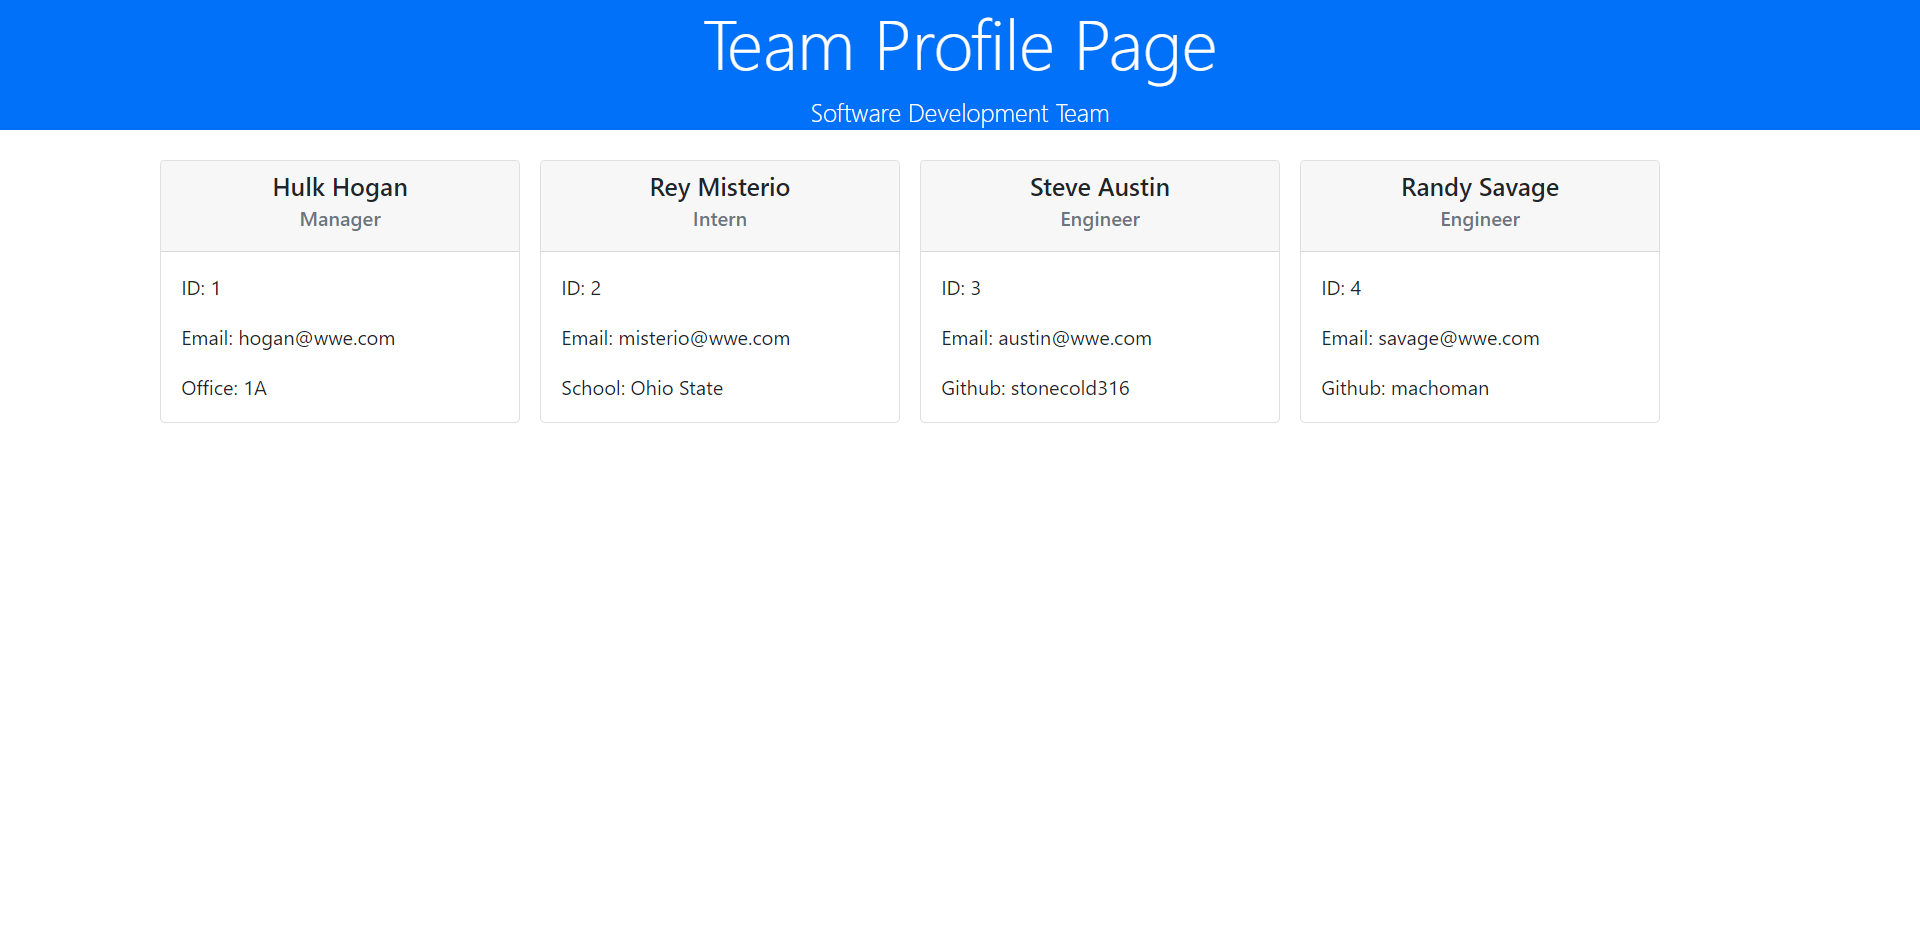 Team Profile Page
Software Development Team
Hulk Hogan
Manager
ID: 1
Email: hogan@wwe.com
Office: 1A
Rey Misterio
Intern
ID: 2
Email: misterio@wwe.com
School: Ohio State
Steve Austin
Engineer
ID: 3
Email: austin@wwe.com
Github: stonecold316
Randy Savage
Engineer
ID: 4
Email: savage@wwe.com
Github: machoman